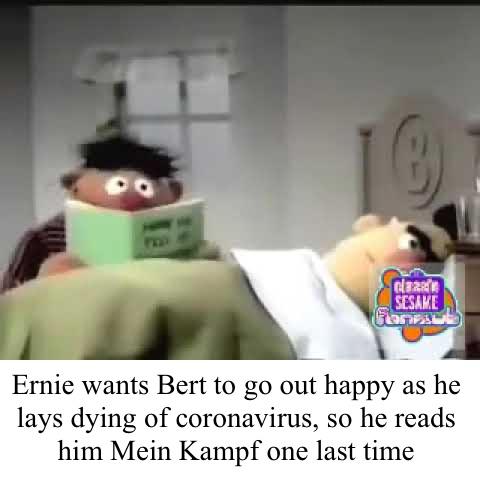 B
classic
SESAME
Ernie wants Bert to go out happy as he
lays dying of coronavirus, so he reads
him Mein Kampf one last time